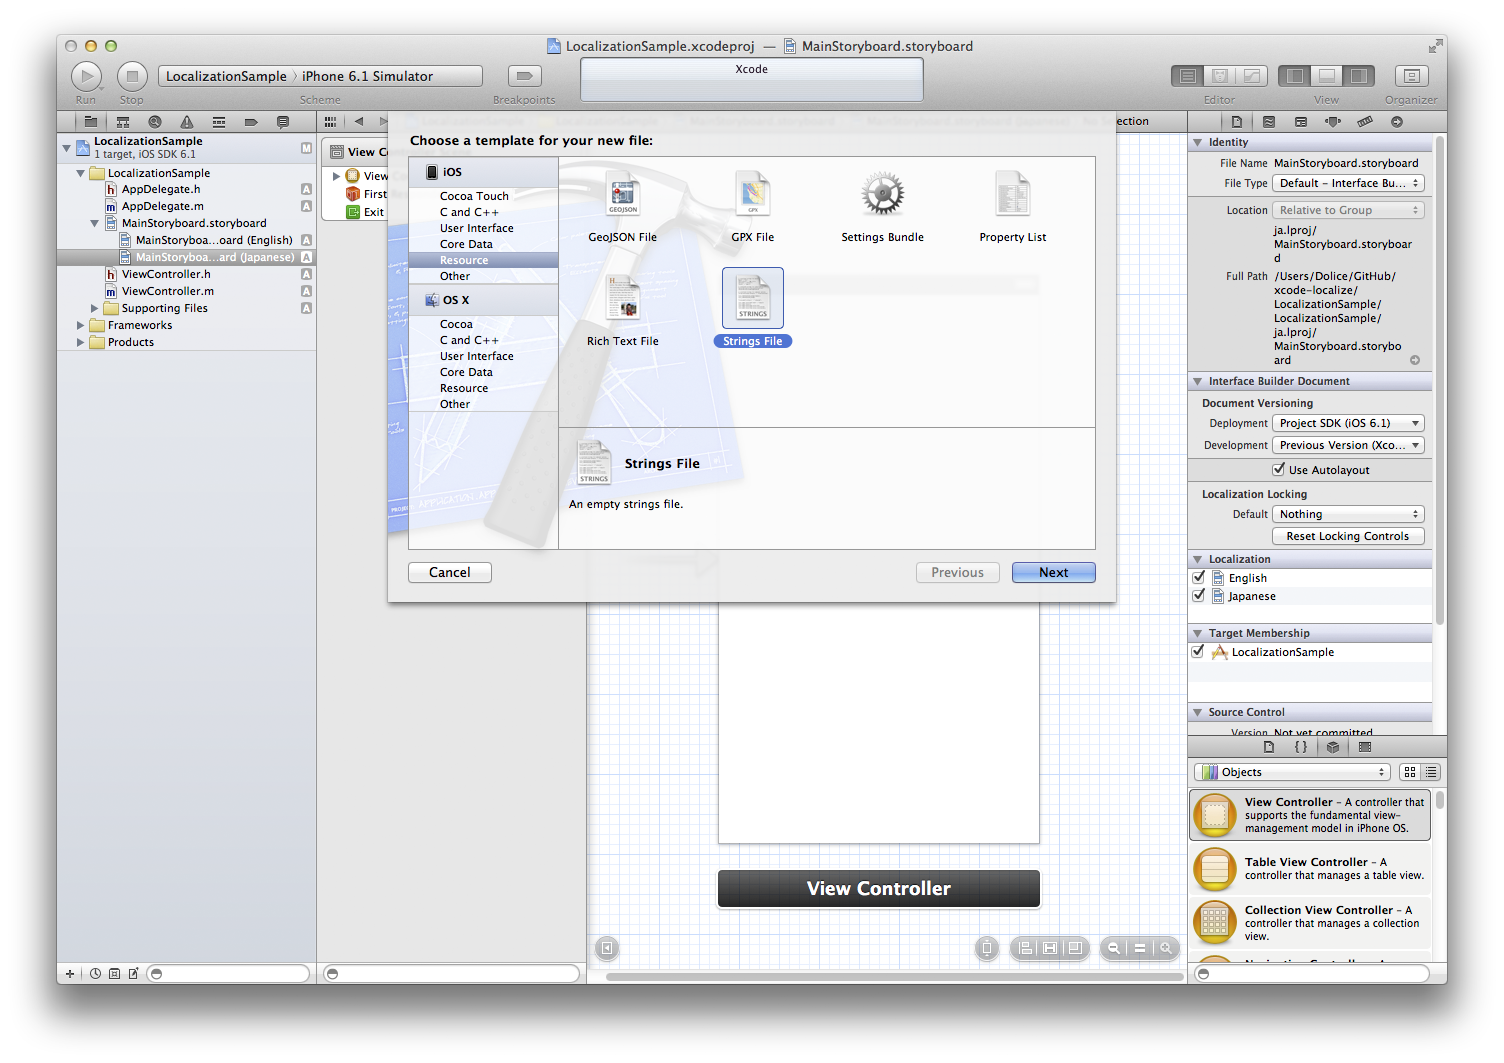 LocalizationSample.xcodeproj — MainStoryboard.storyboard
LocalizationSample 〉 iPhone 6.1 Simulator
Xcode
Run
Stop
Scheme
Breakpoints
Editor
View
Organizer
LocalizationSample
1 target, iOS SDK 6.1
M
LocalizationSample
AppDelegate.h
A
AppDelegate.m
A
MainStoryboard.storyboard
MainStoryboa...oard (English)
A
MainStoryboa...ard (Japanese)
A
ViewController.h
A
ViewController.m
A
Supporting Files
A
Frameworks
Products
View C
View
First
Exit
Choose a template for your new file:
iOS
Cocoa Touch
C and C++
User Interface
Core Data
Resource
Other
OS X
Cocoa
C and C++
User Interface
Core Data
Resource
Other
GEOJSON
GeoJSON File
GPX
GPX File
Settings Bundle
Property List
Rich Text File
STRINGS
Strings File
STRINGS
Strings File
An empty strings file.
Cancel
Previous
Next
View Controller
Identity
File Name MainStoryboard.storyboard
File Type Default – Interface Bu...
Location Relative to Group
ja.lproj/
MainStoryboard.storyboar
d
Full Path /Users/Dolice/GitHub/
xcode-localize/
LocalizationSample/
LocalizationSample/
ja.lproj/
MainStoryboard.storybo
ard
Interface Builder Document
Document Versioning
Deployment Project SDK (iOS 6.1)
Development Previous Version (Xco...
Use Autolayout
Localization Locking
Default Nothing
Reset Locking Controls
Localization
English
Japanese
Target Membership
LocalizationSample
Source Control
Version Not yet committed
Objects
View Controller – A controller that
supports the fundamental view-
management model in iPhone OS.
Table View Controller – A
controller that manages a table view.
Collection View Controller – A
controller that manages a collection
view.